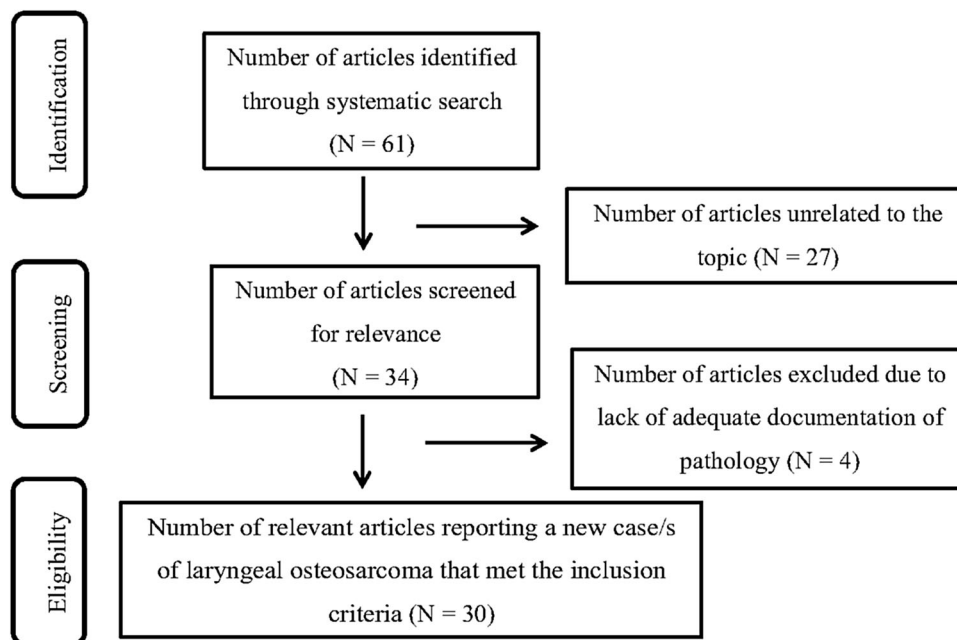 Identification
Number of articles identified
through systematic search
(N = 61)
Number of articles unrelated to the
topic (N = 27)
Screening
Number of articles screened
for relevance
(N = 34)
Number of articles excluded due to
lack of adequate documentation of
pathology (N = 4)
Eligibility
Number of relevant articles reporting a new case/s
of laryngeal osteosarcoma that met the inclusion
criteria (N = 30)